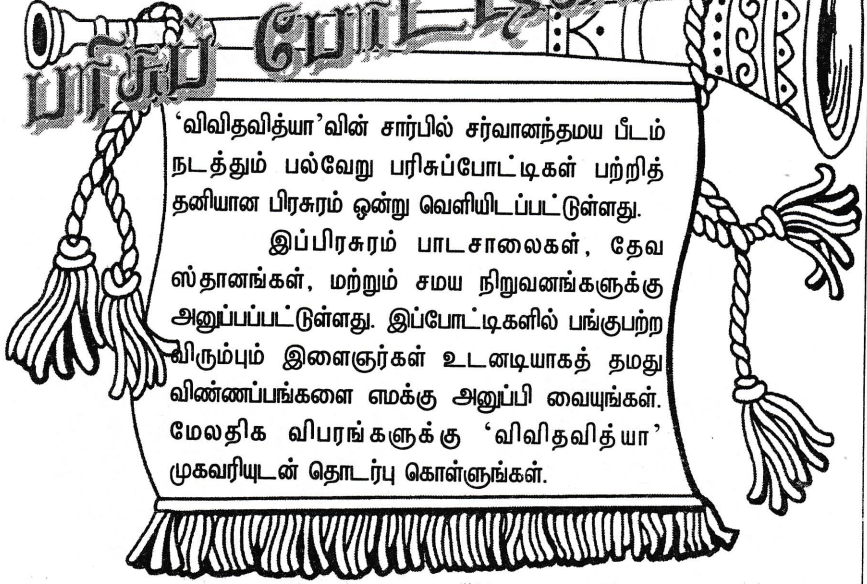 பரிசுப் போட்டிகள்
‘விவிதவித்யா’வின் சார்பில் சர்வானந்தமய பீடம்
நடத்தும் பல்வேறு பரிசுப்போட்டிகள் பற்றித்
தனியான பிரசுரம் ஒன்று வெளியிடப்பட்டுள்ளது.
இப்பிரசுரம் பாடசாலைகள், தேவ
ஸ்தானங்கள், மற்றும் சமய நிறுவனங்களுக்கு
அனுப்பப்பட்டுள்ளது. இப்போட்டிகளில் பங்குபற்ற
விரும்பும் இளைஞர்கள் உடனடியாகத் தமது
விண்ணப்பங்களை எமக்கு அனுப்பி வையுங்கள்.
மேலதிக விபரங்களுக்கு ‘விவிதவித்யா’
முகவரியுடன் தொடர்பு கொள்ளுங்கள்.